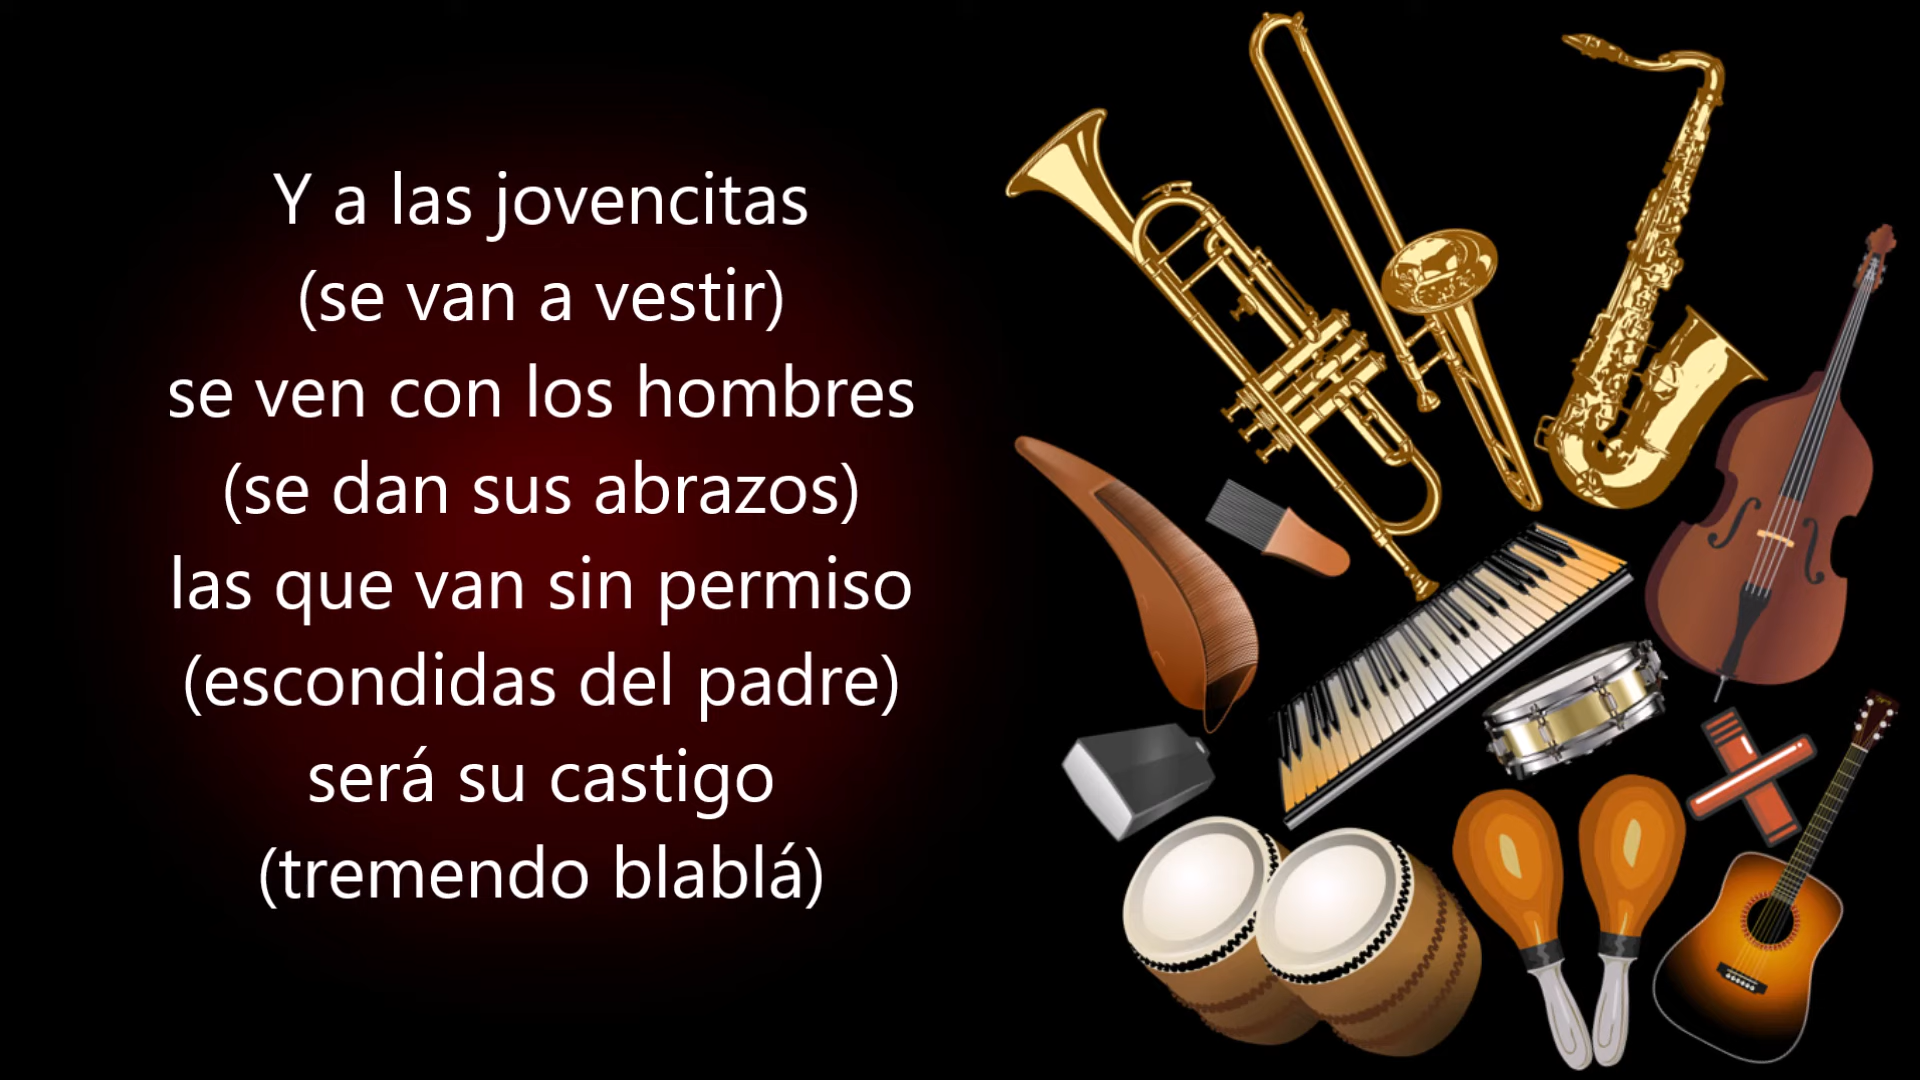 Y a las jovencitas
(se van a vestir)
se ven con los hombres
(se dan sus abrazos)
las que van sin permiso
(escondidas del padre)
será su castigo
(tremendo blablá)